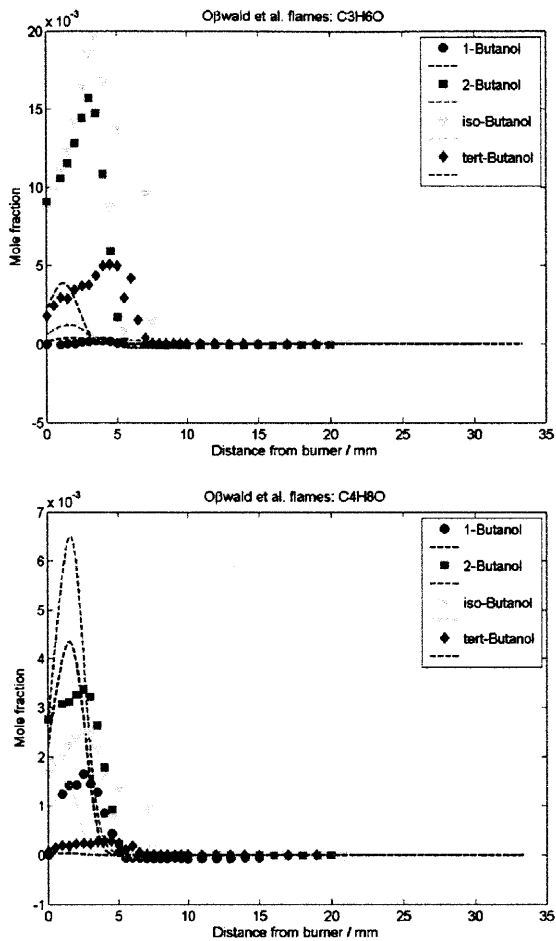 Oβwald et al. flames: C3H6O
x 10⁻³
20
15
10
5
0
-5
Mole fraction
0 5 10 15 20 25 30 35
Distance from burner / mm
1-Butanol
2-Butanol
iso-Butanol
tert-Butanol
Oβwald et al. flames: C4H8O
x 10⁻³
7
6
5
4
3
2
1
0
-1
Mole fraction
0 5 10 15 20 25 30 35
Distance from burner / mm
1-Butanol
2-Butanol
iso-Butanol
tert-Butanol